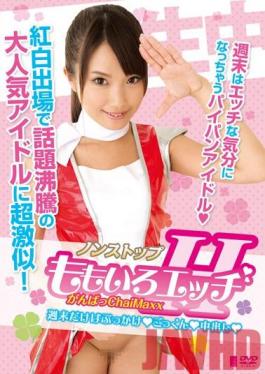 生中
週末はエッチな気分に
なっちゃうパイパンアイドル♥
紅白出場で話題沸騰の
大人気アイドルに超激似!
ノンストップ
ももいろエッチ II
がんばっChaiMaxx
週末だけはぶっかけ♥ごっくん♥中出し♥
DVD